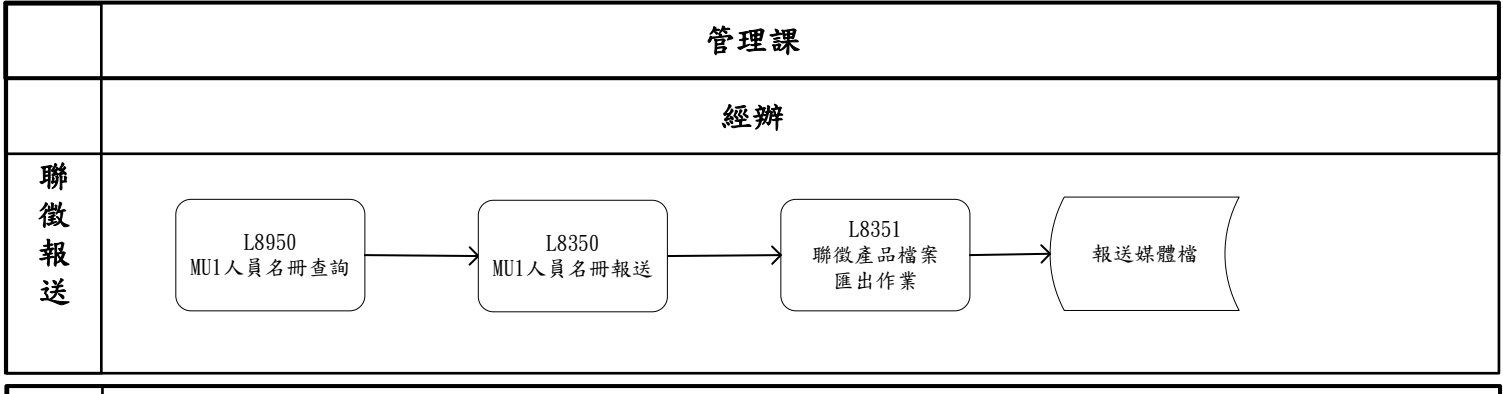 管理課
經辦
聯
徵
報
送
L8950
MU1人員名冊查詢
L8350
MU1人員名冊報送
L8351
聯徵產品檔案
匯出作業
報送媒體檔